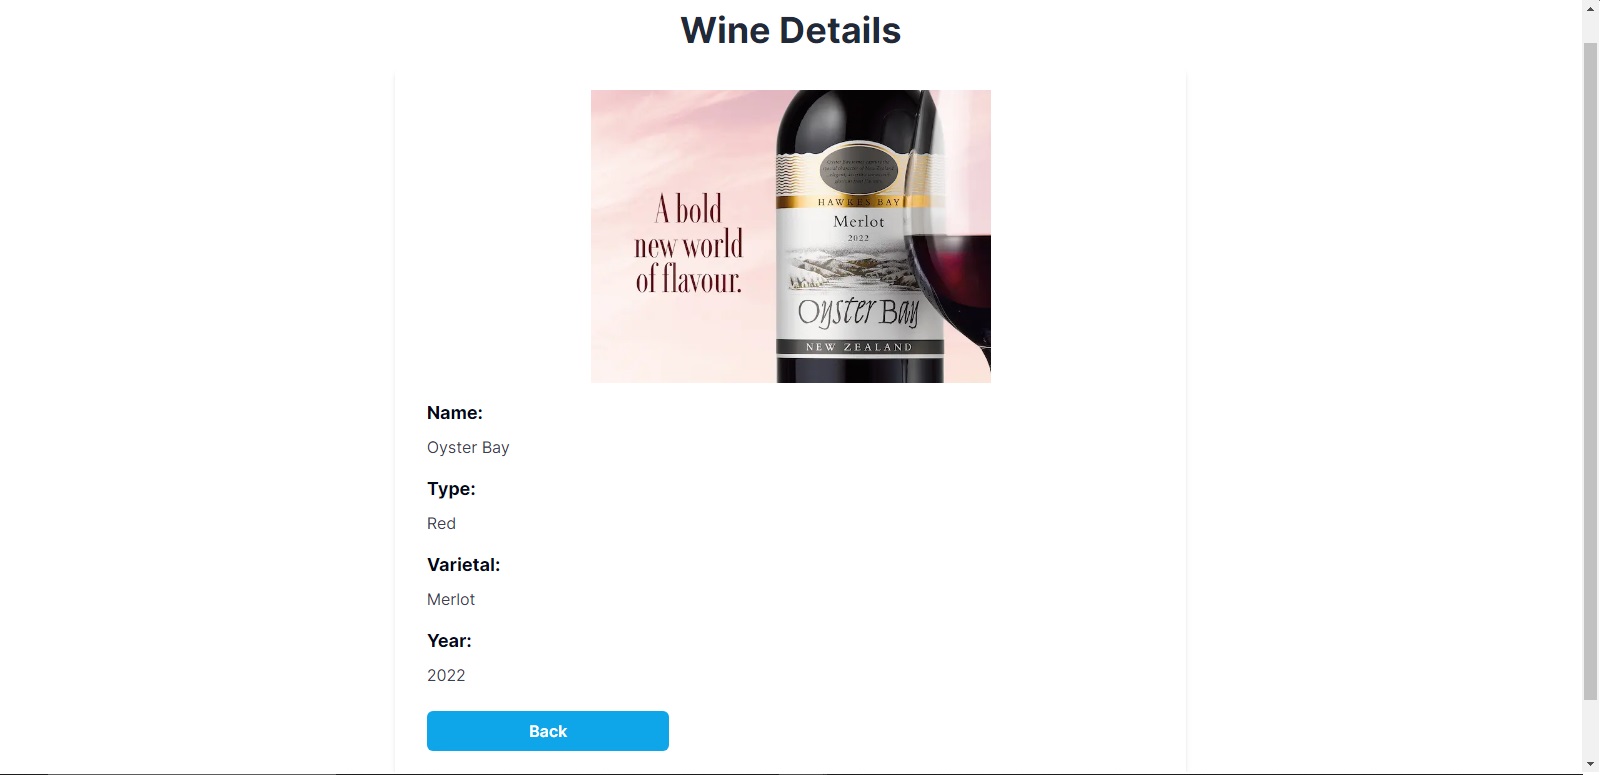 Wine Details
A bold
new world
of flavour.
HAWKES BAY
Merlot
2022
Oyster Bay
NEW ZEALAND
Name:
Oyster Bay
Type:
Red
Varietal:
Merlot
Year:
2022
Back